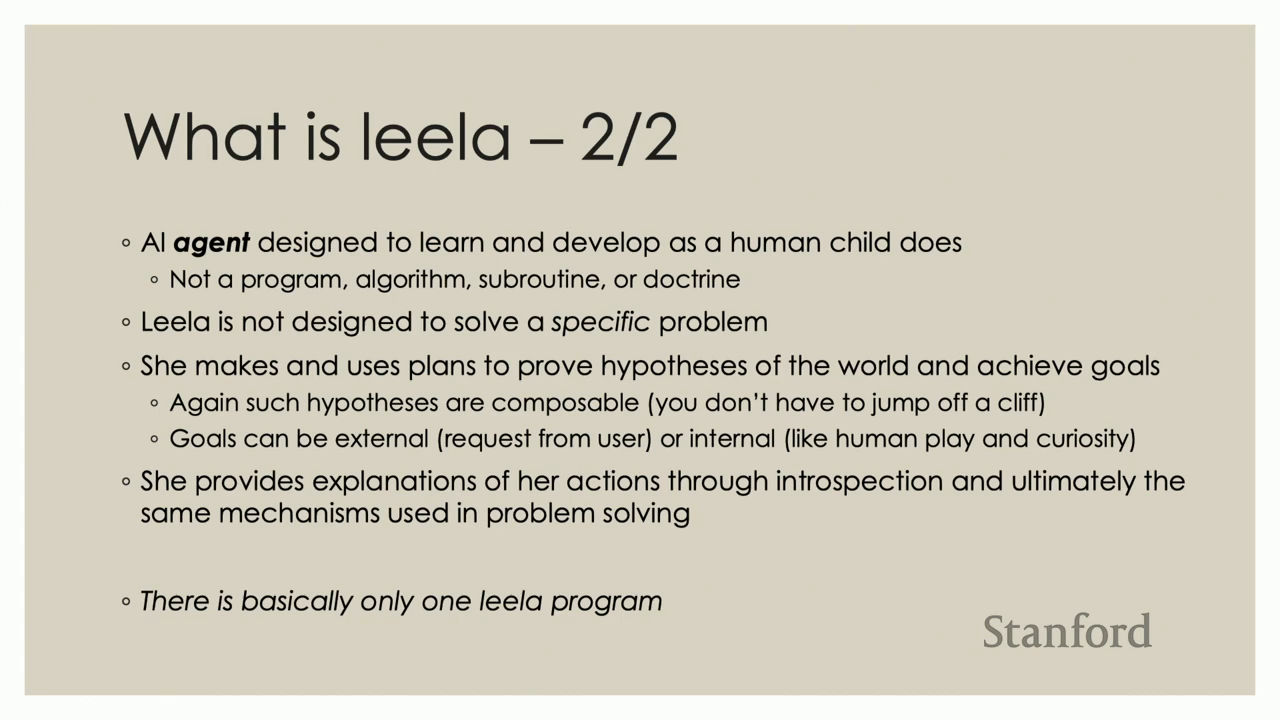 What is leela – 2/2
◦ AI agent designed to learn and develop as a human child does
◦ Not a program, algorithm, subroutine, or doctrine
◦ Leela is not designed to solve a specific problem
◦ She makes and uses plans to prove hypotheses of the world and achieve goals
◦ Again such hypotheses are composable (you don’t have to jump off a cliff)
◦ Goals can be external (request from user) or internal (like human play and curiosity)
◦ She provides explanations of her actions through introspection and ultimately the
same mechanisms used in problem solving
◦ There is basically only one leela program
Stanford